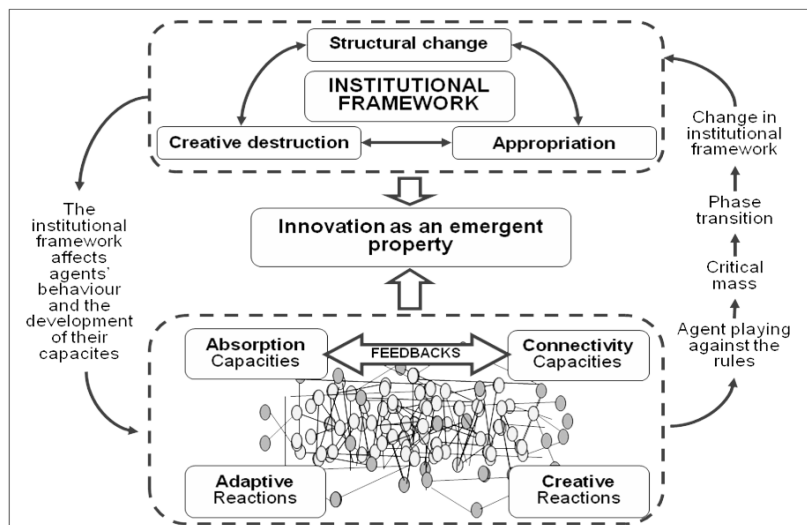 Structural change
INSTITUTIONAL
FRAMEWORK
Creative destruction
Appropriation
Innovation as an emergent
property
The
institutional
framework
affects
agents'
behaviour
and the
development
of their
capacites
Change in
institutional
framework
Phase
transition
Critical
mass
Agent playing
against the
rules
Absorption
Capacities
FEEDBACKS
Connectivity
Capacities
Adaptive
Reactions
Creative
Reactions